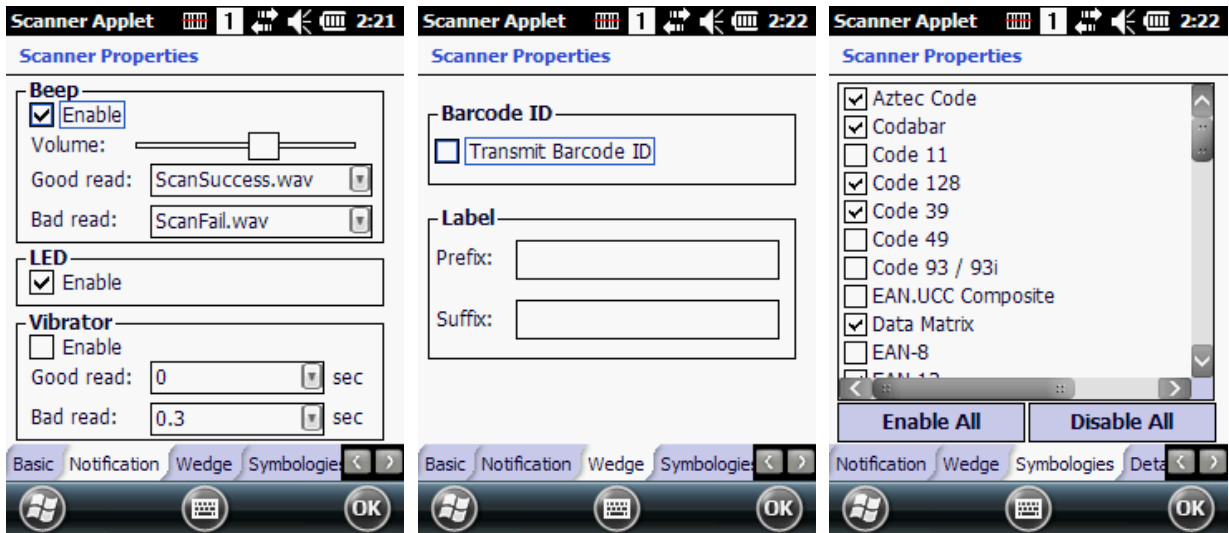 Scanner Applet 1 2:21
Scanner Properties
Beep
Enable
Volume:
Good read: ScanSuccess.wav
Bad read: ScanFail.wav
LED
Enable
Vibrator
Enable
Good read: 0 sec
Bad read: 0.3 sec
Basic Notification Wedge Symbologies
OK
Scanner Applet 1 2:22
Scanner Properties
Barcode ID
Transmit Barcode ID
Label
Prefix:
Suffix:
Basic Notification Wedge Symbologies
OK
Scanner Applet 1 2:22
Scanner Properties
Aztec Code
Codabar
Code 11
Code 128
Code 39
Code 49
Code 93 / 93i
EAN.UCC Composite
Data Matrix
EAN-8
EAN-13
Enable All Disable All
Notification Wedge Symbologies Deta
OK